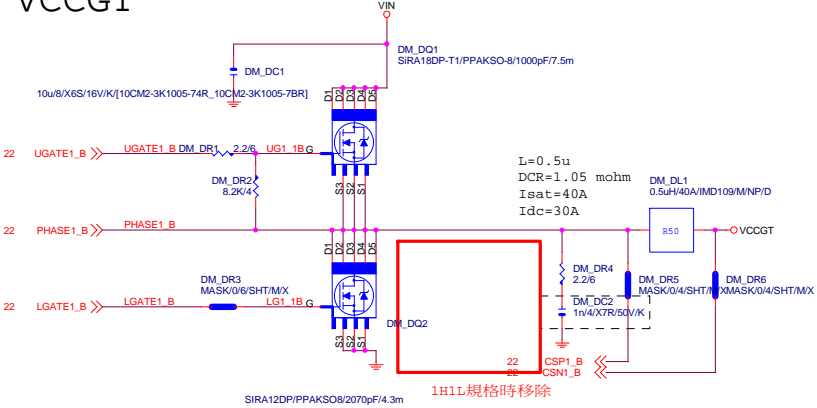 VCCGT
VIN
DM_DQ1
SiRA18DP-T1/PPAKSO-8/1000pF/7.5m
DM_DC1
10u/8/X6S/16V/K/[10CM2-3K1005-74R_10CM2-3K1005-7BR]
D1 D2 D3 D4 D5
22 UGATE1_B UGATE1_B DM_DR1 2.2/6 UG1_1B G
S3 S2 S1
DM_DR2
8.2K/4
L=0.5u
DCR=1.05 mohm
Isat=40A
Idc=30A
DM_DL1
0.5uH/40A/IMD109/M/NP/D
22 PHASE1_B PHASE1_B
R50
VCCGT
D1 D2 D3 D4 D5
DM_DR3
MASK/0/6/SHT/M/X
DM_DR4
2.2/6
DM_DR5
MASK/0/4/SHT/M/X
DM_DR6
MASK/0/4/SHT/M/X
22 LGATE1_B LGATE1_B LG1_1B G
DM_DC2
1n/4/X7R/50V/K
DM_DQ2
S3 S2 S1
22 CSP1_B
22 CSN1_B
1H1L規格時移除
SIRA12DP/PPAKSO8/2070pF/4.3m